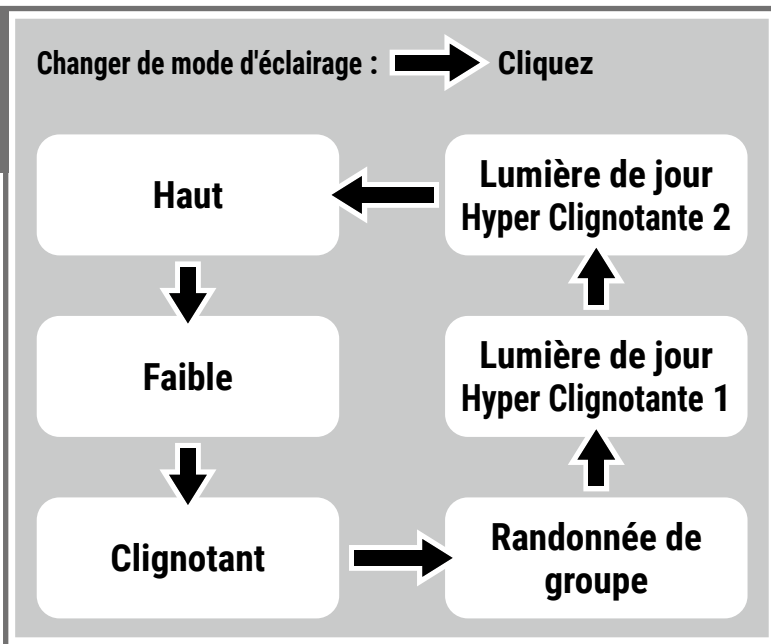 Changer de mode d'éclairage : Cliquez
Haut
Lumière de jour
Hyper Clignotante 2
Faible
Lumière de jour
Hyper Clignotante 1
Clignotant
Randonnée de
groupe